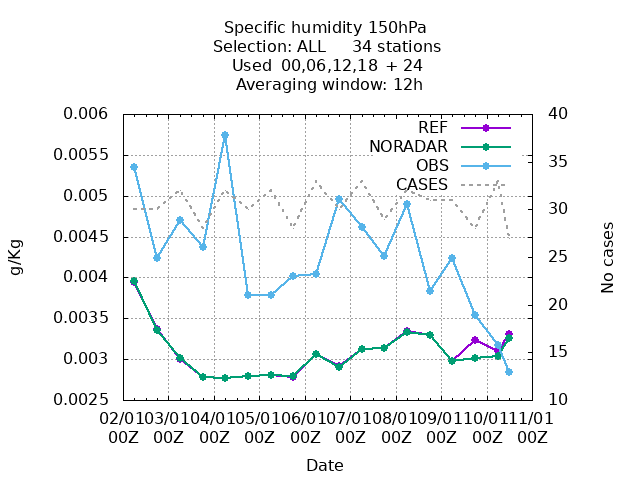 Specific humidity 150hPa
Selection: ALL 34 stations
Used 00,06,12,18 + 24
Averaging window: 12h
0.006
0.0055
0.005
0.0045
0.004
0.0035
0.003
0.0025
40
35
30
25
20
15
10
REF
NORADAR
OBS
CASES
g/Kg
No cases
02/01 03/01 04/01 05/01 06/01 07/01 08/01 09/01 10/01 11/01
00Z 00Z 00Z 00Z 00Z 00Z 00Z 00Z 00Z 00Z
Date